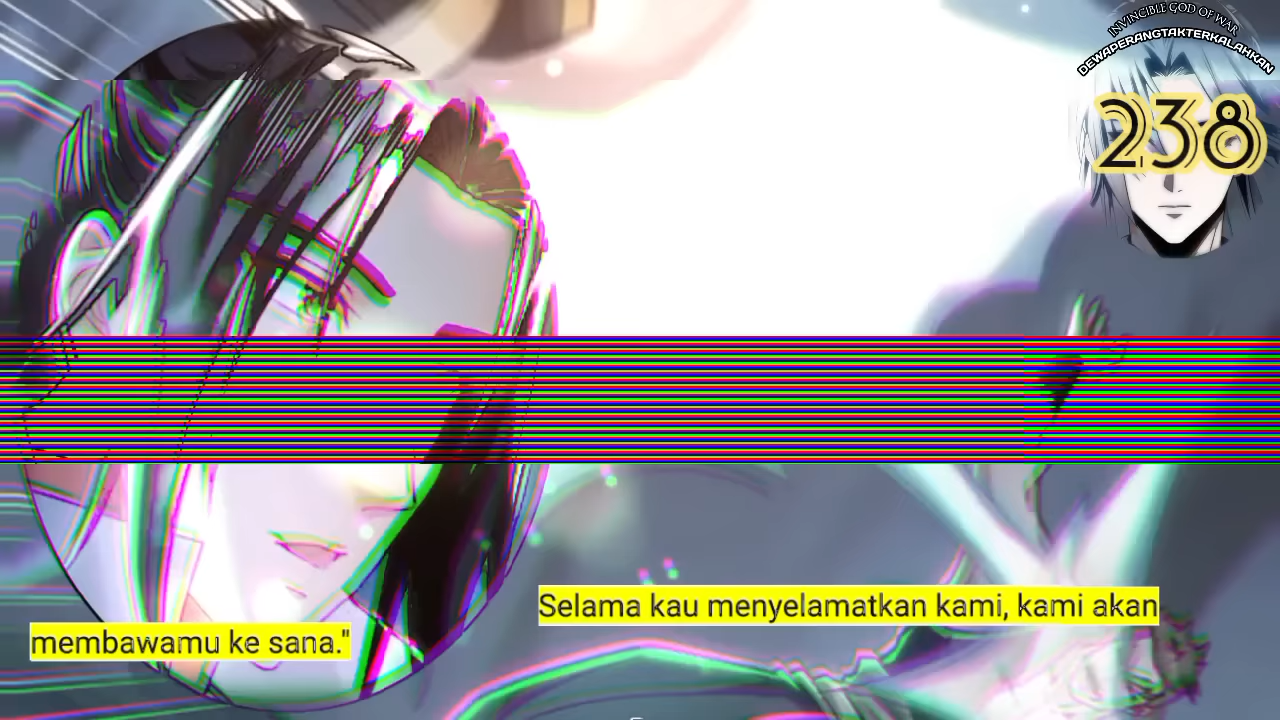 INVINCIBLE GOD OF WAR
DEWAPERANGTAKTERKALAHKAN
238
Selama kau menyelamatkan kami, kami akan
membawamu ke sana."